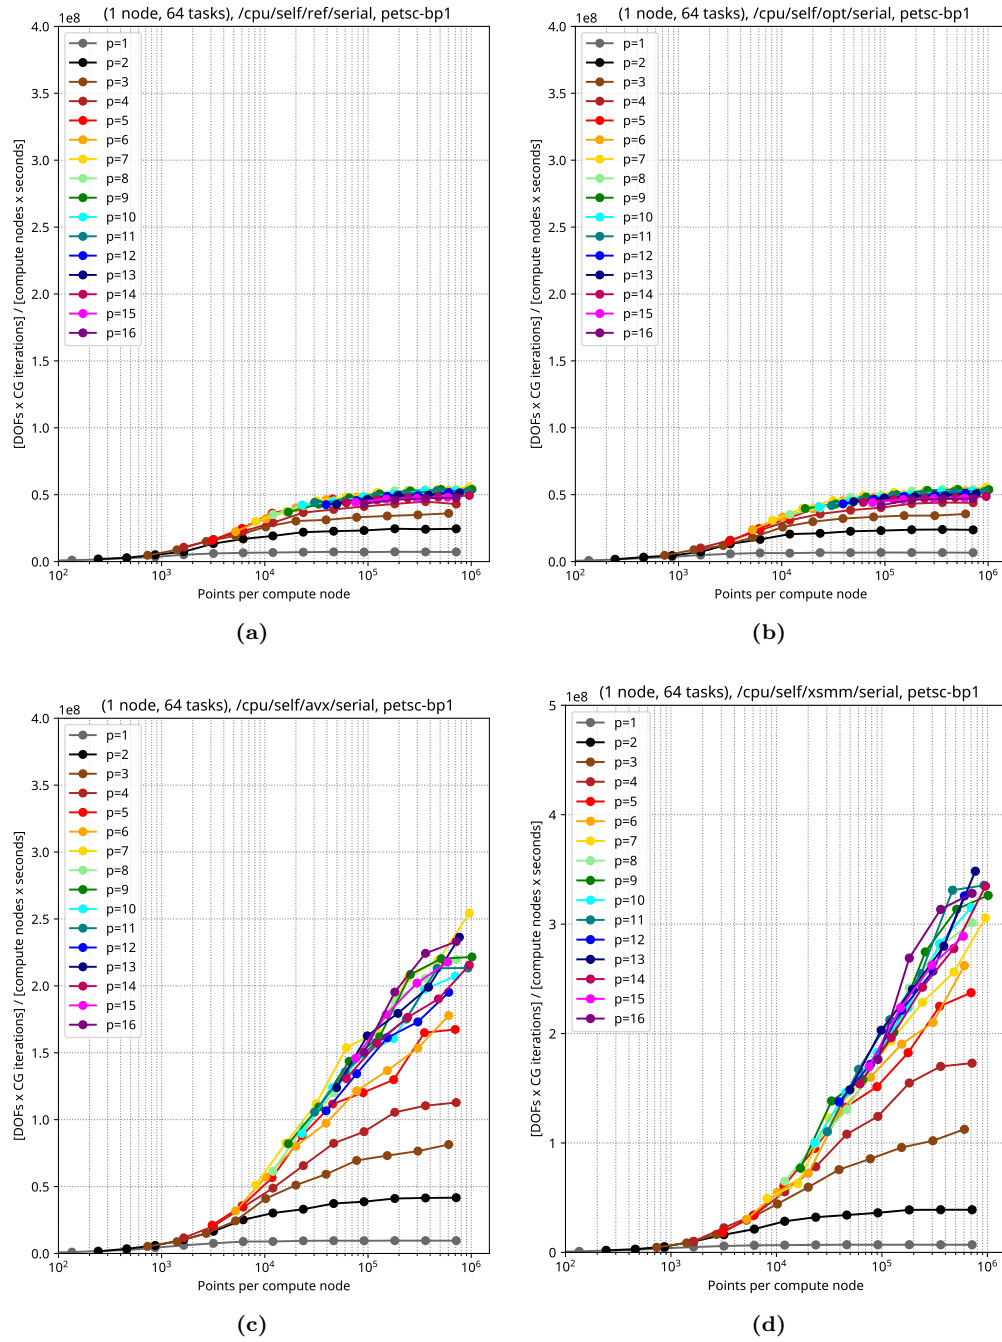 (1 node, 64 tasks), /cpu/self/ref/serial, petsc-bp1
1e8
4.0
3.5
3.0
2.5
2.0
1.5
1.0
0.5
0.0
[DOFs x CG iterations] / [compute nodes x seconds]
p=1
p=2
p=3
p=4
p=5
p=6
p=7
p=8
p=9
p=10
p=11
p=12
p=13
p=14
p=15
p=16
10² 10³ 10⁴ 10⁵ 10⁶
Points per compute node
(a)
(1 node, 64 tasks), /cpu/self/opt/serial, petsc-bp1
1e8
4.0
3.5
3.0
2.5
2.0
1.5
1.0
0.5
0.0
[DOFs x CG iterations] / [compute nodes x seconds]
p=1
p=2
p=3
p=4
p=5
p=6
p=7
p=8
p=9
p=10
p=11
p=12
p=13
p=14
p=15
p=16
10² 10³ 10⁴ 10⁵ 10⁶
Points per compute node
(b)
(1 node, 64 tasks), /cpu/self/avx/serial, petsc-bp1
1e8
4.0
3.5
3.0
2.5
2.0
1.5
1.0
0.5
0.0
[DOFs x CG iterations] / [compute nodes x seconds]
p=1
p=2
p=3
p=4
p=5
p=6
p=7
p=8
p=9
p=10
p=11
p=12
p=13
p=14
p=15
p=16
10² 10³ 10⁴ 10⁵ 10⁶
Points per compute node
(c)
1e8 (1 node, 64 tasks), /cpu/self/xsmm/serial, petsc-bp1
5
4
3
2
1
0
[DOFs x CG iterations] / [compute nodes x seconds]
p=1
p=2
p=3
p=4
p=5
p=6
p=7
p=8
p=9
p=10
p=11
p=12
p=13
p=14
p=15
p=16
10² 10³ 10⁴ 10⁵ 10⁶
Points per compute node
(d)